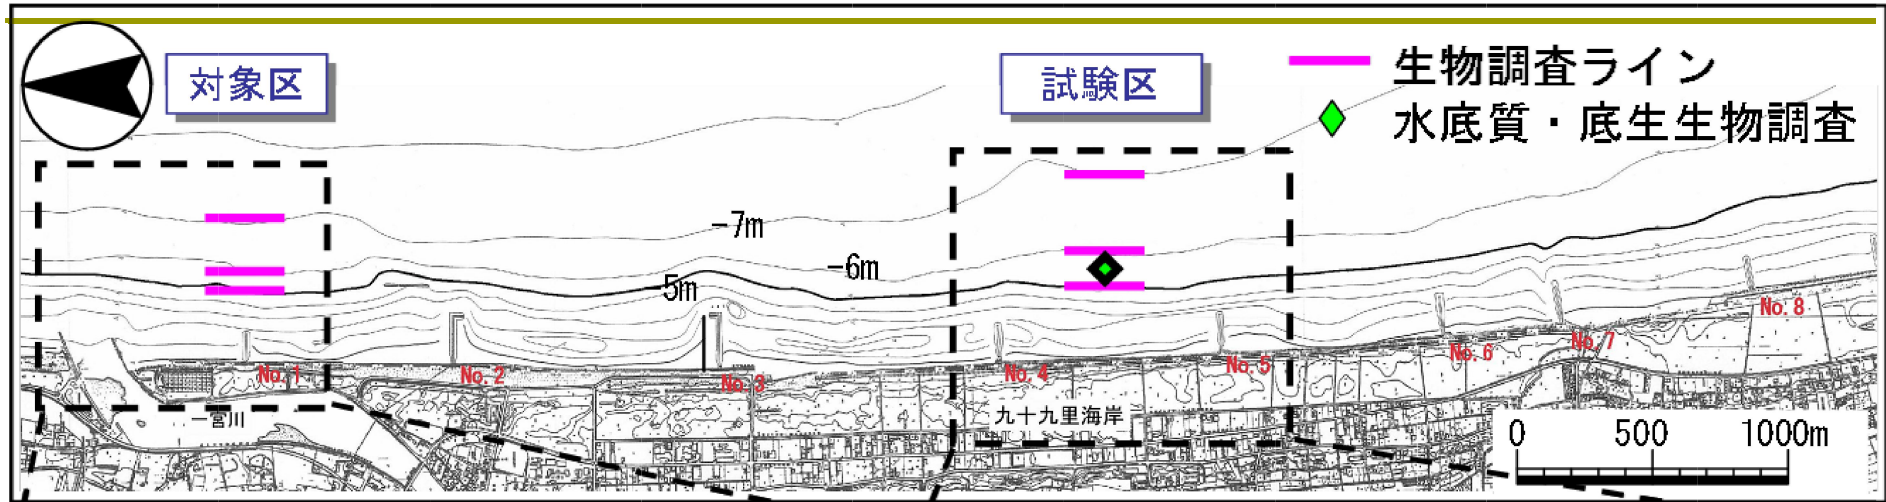 対象区
試験区
生物調査ライン
水底質・底生生物調査
-7m
-6m
-5m
No.1
No.2
No.3
No.4
No.5
No.6
No.7
No.8
一宮川
九十九里海岸
0 500 1000m